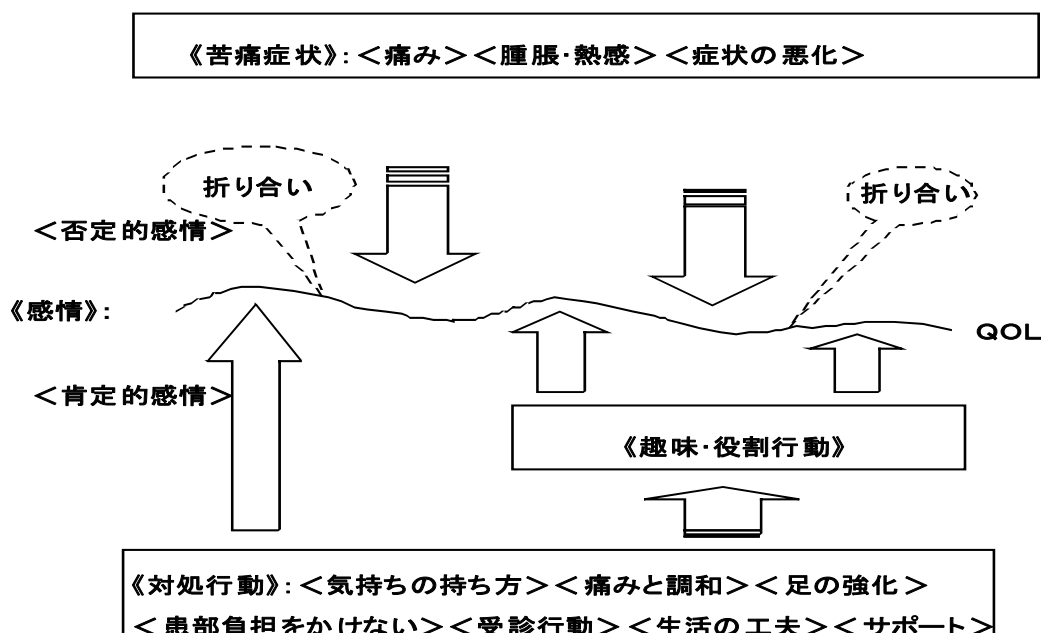 《苦痛症状》:<痛み><腫脹・熱感><症状の悪化>
折り合い
折り合い
<否定的感情>
《感情》:
QOL
<肯定的感情>
《趣味・役割行動》
《対処行動》:<気持ちの持ち方><痛みと調和><足の強化>
<患部負担をかけない><受診行動><生活の工夫><サポート>